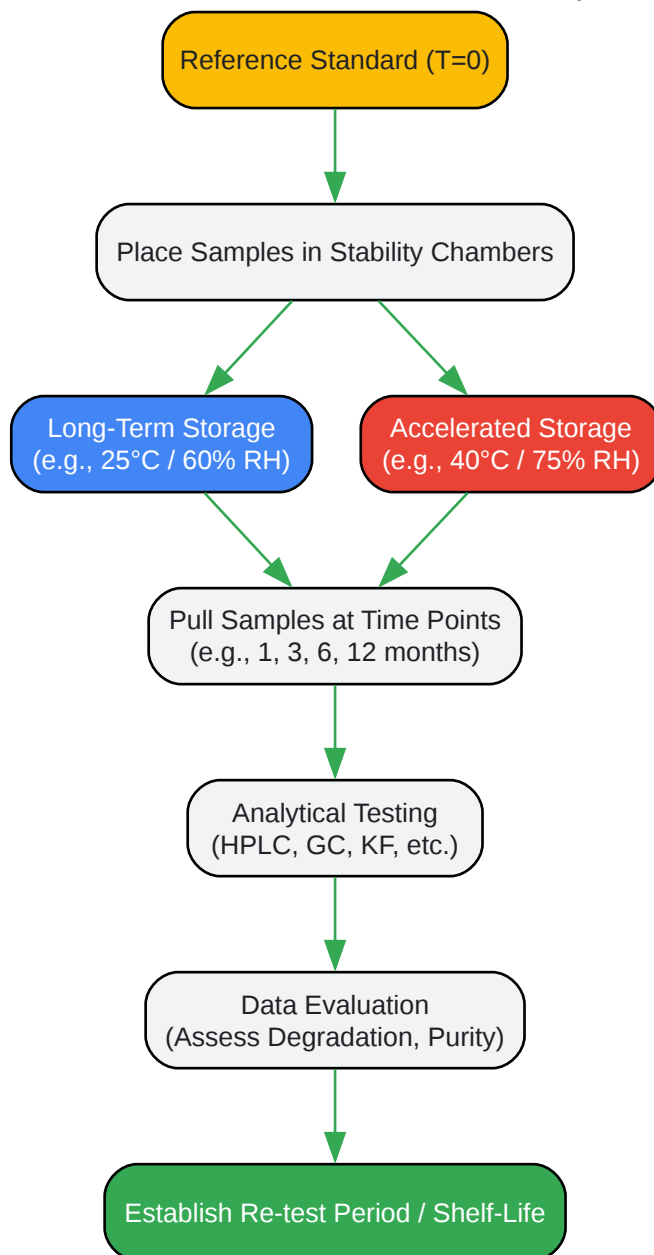 Reference Standard (T=0)
Place Samples in Stability Chambers
Long-Term Storage
(e.g., 25°C / 60% RH)
Accelerated Storage
(e.g., 40°C / 75% RH)
Pull Samples at Time Points
(e.g., 1, 3, 6, 12 months)
Analytical Testing
(HPLC, GC, KF, etc.)
Data Evaluation
(Assess Degradation, Purity)
Establish Re-test Period / Shelf-Life